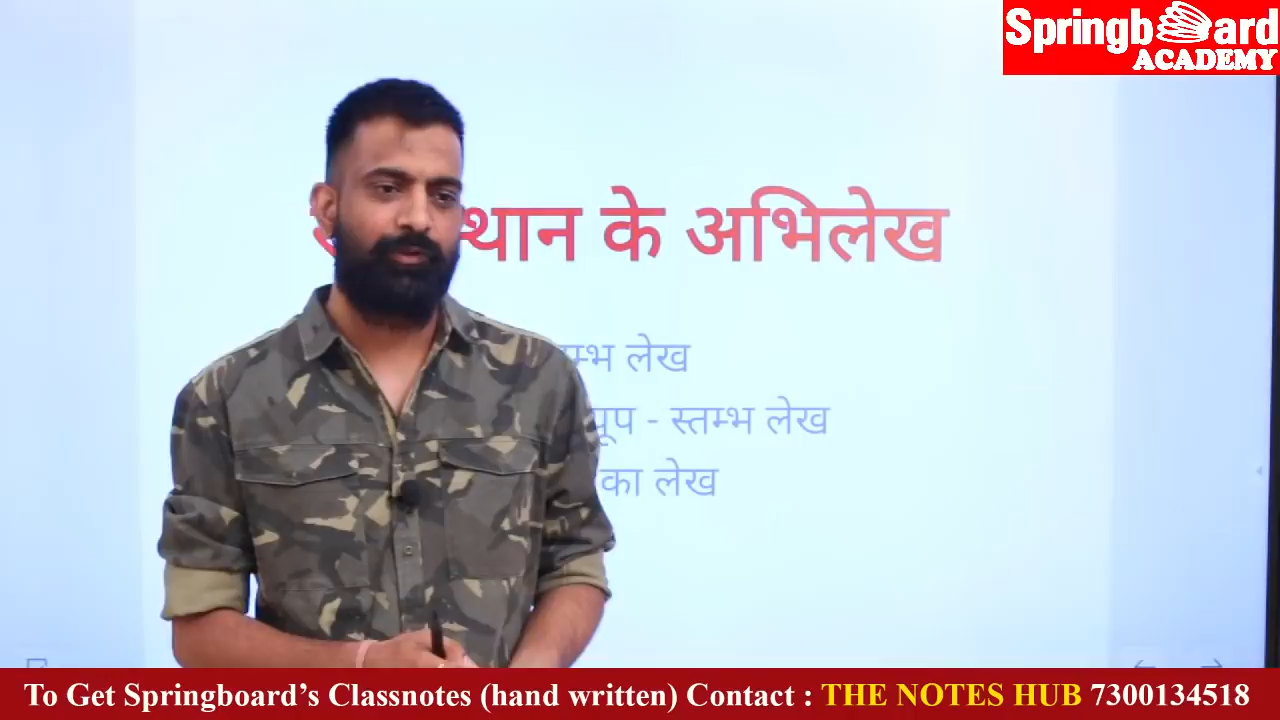 Springboard
ACADEMY
के अभिलेख
लेख
- स्तम्भ लेख
का लेख
To Get Springboard’s Classnotes (hand written) Contact : THE NOTES HUB 7300134518